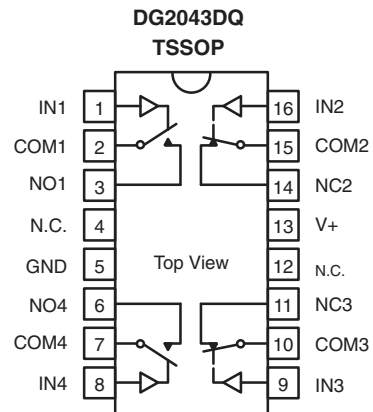 DG2043DQ
TSSOP
IN1 1 16 IN2
COM1 2 15 COM2
NO1 3 14 NC2
N.C. 4 13 V+
GND 5 Top View 12 N.C.
NO4 6 11 NC3
COM4 7 10 COM3
IN4 8 9 IN3